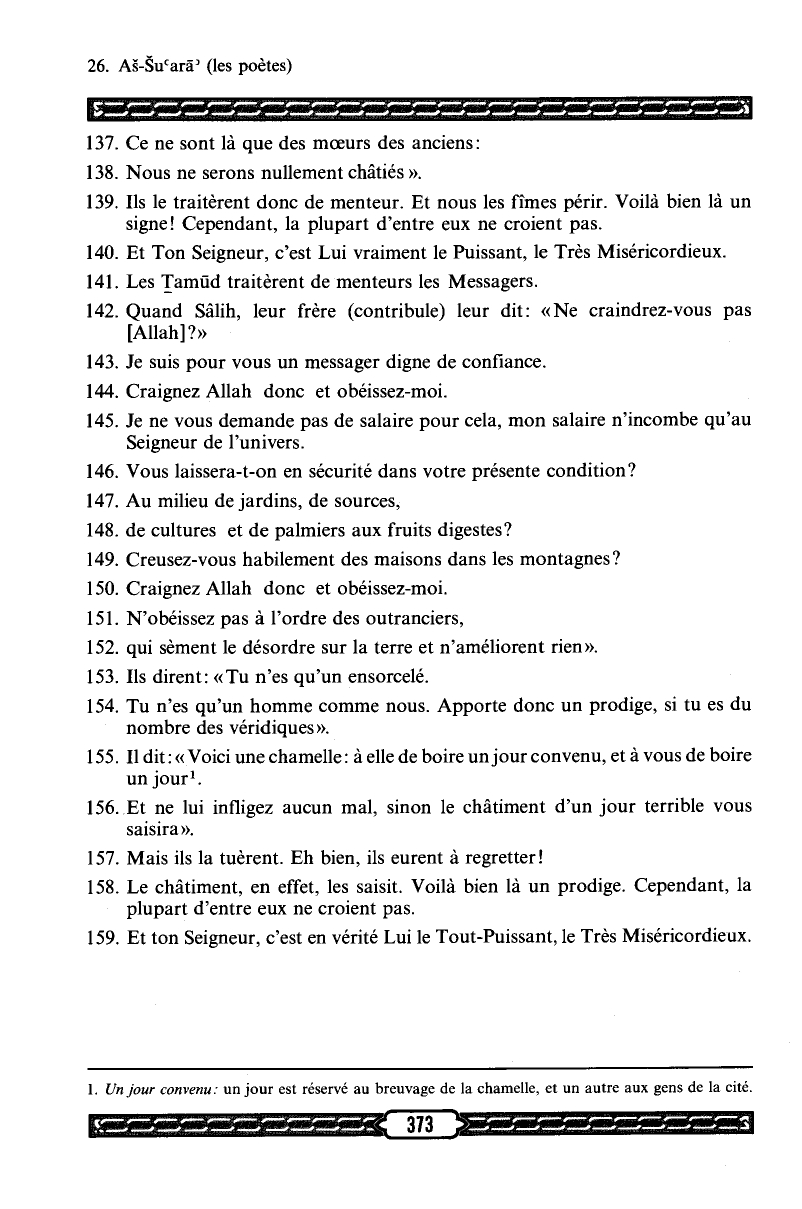 26. Aš-Šuʿarāʾ (les poètes)
137. Ce ne sont là que des mœurs des anciens:
138. Nous ne serons nullement châtiés ».
139. Ils le traitèrent donc de menteur. Et nous les fîmes périr. Voilà bien là un
signe! Cependant, la plupart d'entre eux ne croient pas.
140. Et Ton Seigneur, c'est Lui vraiment le Puissant, le Très Miséricordieux.
141. Les Ṯamūd traitèrent de menteurs les Messagers.
142. Quand Sâlih, leur frère (contribule) leur dit: «Ne craindrez-vous pas
[Allah]?»
143. Je suis pour vous un messager digne de confiance.
144. Craignez Allah donc et obéissez-moi.
145. Je ne vous demande pas de salaire pour cela, mon salaire n'incombe qu'au
Seigneur de l'univers.
146. Vous laissera-t-on en sécurité dans votre présente condition?
147. Au milieu de jardins, de sources,
148. de cultures et de palmiers aux fruits digestes?
149. Creusez-vous habilement des maisons dans les montagnes?
150. Craignez Allah donc et obéissez-moi.
151. N'obéissez pas à l'ordre des outranciers,
152. qui sèment le désordre sur la terre et n'améliorent rien».
153. Ils dirent: «Tu n'es qu'un ensorcelé.
154. Tu n'es qu'un homme comme nous. Apporte donc un prodige, si tu es du
nombre des véridiques».
155. Il dit: « Voici une chamelle: à elle de boire un jour convenu, et à vous de boire
un jour¹.
156. Et ne lui infligez aucun mal, sinon le châtiment d'un jour terrible vous
saisira».
157. Mais ils la tuèrent. Eh bien, ils eurent à regretter!
158. Le châtiment, en effet, les saisit. Voilà bien là un prodige. Cependant, la
plupart d'entre eux ne croient pas.
159. Et ton Seigneur, c'est en vérité Lui le Tout-Puissant, le Très Miséricordieux.
1. Un jour convenu: un jour est réservé au breuvage de la chamelle, et un autre aux gens de la cité.
373